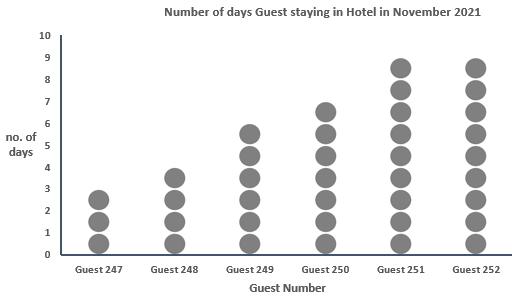 Number of days Guest staying in Hotel in November 2021
10
9
8
7
6
5
4
3
2
1
0
no. of
days
Guest 247 Guest 248 Guest 249 Guest 250 Guest 251 Guest 252
Guest Number